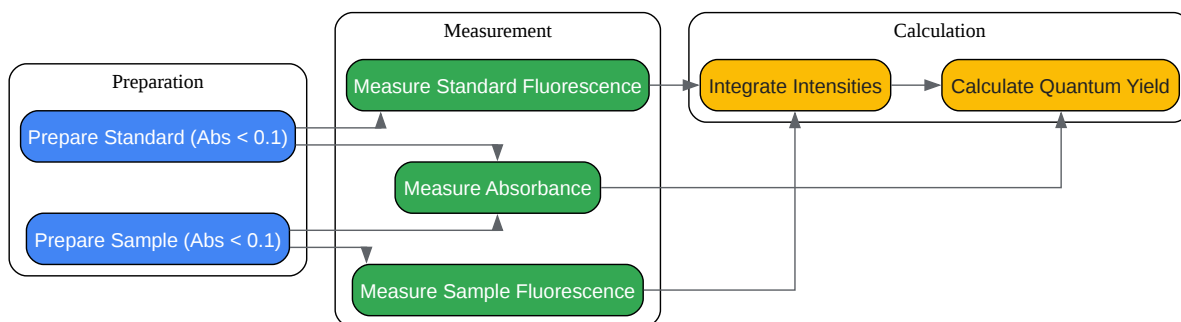 Preparation
Prepare Standard (Abs < 0.1)
Prepare Sample (Abs < 0.1)
Measurement
Measure Standard Fluorescence
Measure Absorbance
Measure Sample Fluorescence
Calculation
Integrate Intensities
Calculate Quantum Yield